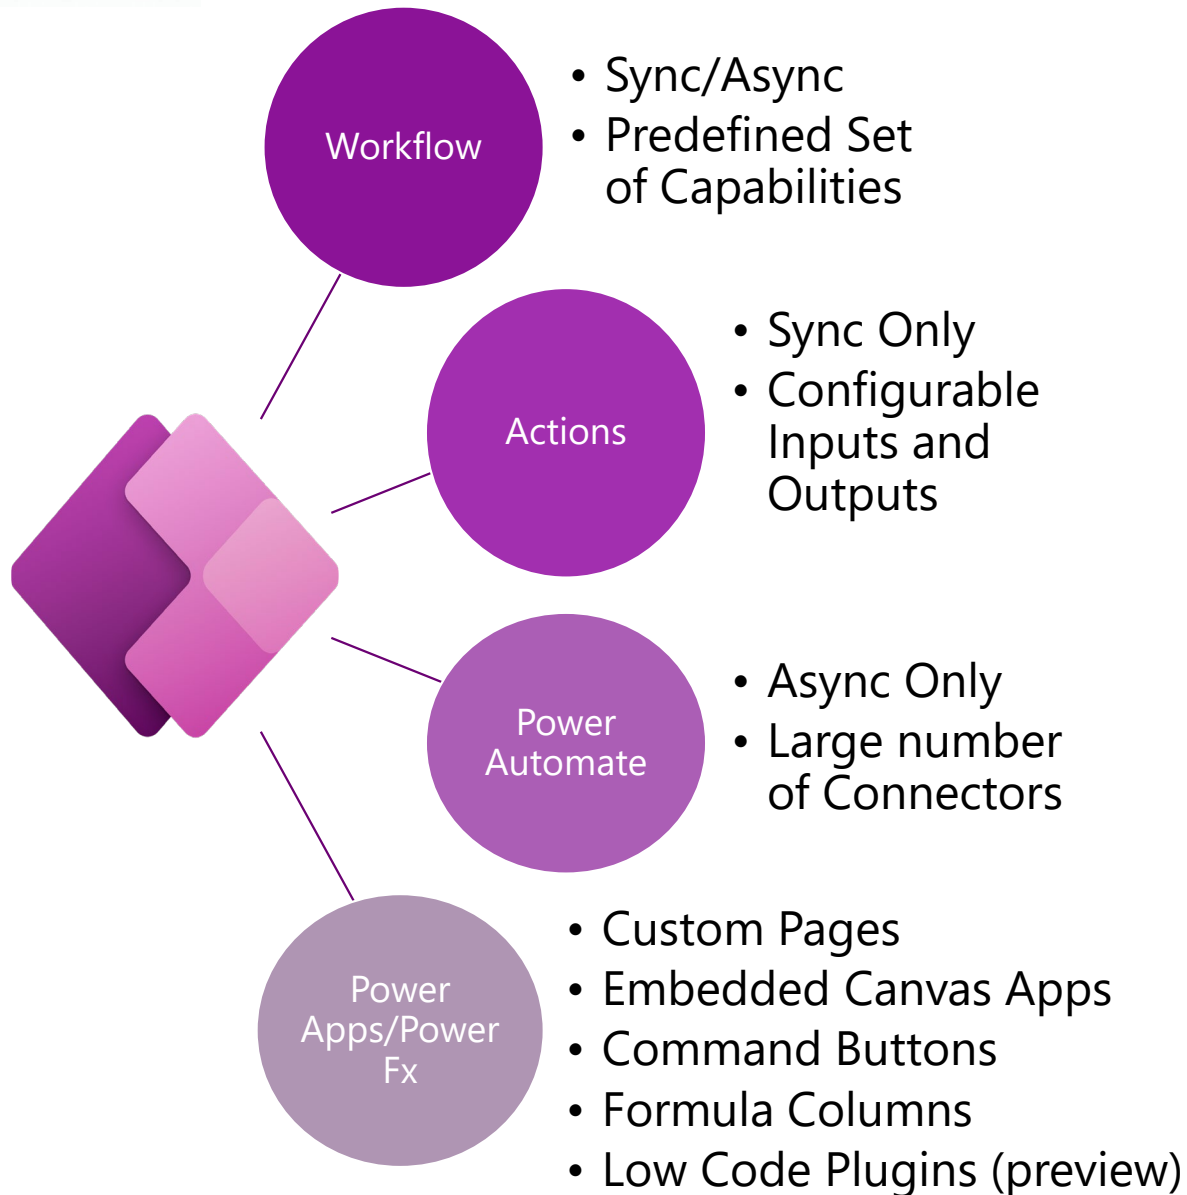 Workflow
• Sync/Async
• Predefined Set
of Capabilities
Actions
• Sync Only
• Configurable
Inputs and
Outputs
Power
Automate
• Async Only
• Large number
of Connectors
Power
Apps/Power
Fx
• Custom Pages
• Embedded Canvas Apps
• Command Buttons
• Formula Columns
• Low Code Plugins (preview)